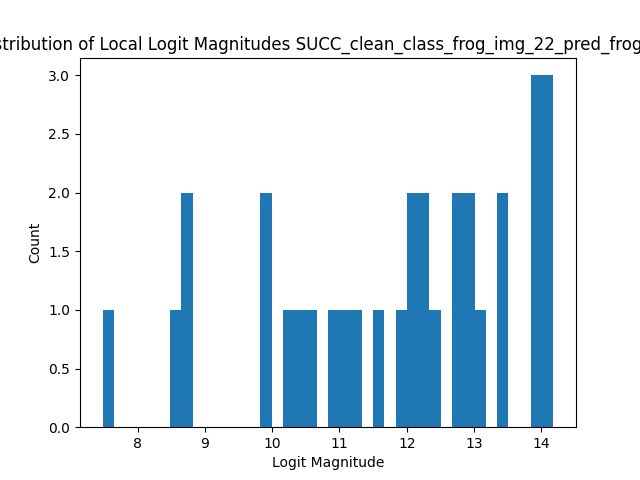 stribution of Local Logit Magnitudes SUCC_clean_class_frog_img_22_pred_frog
3.0
2.5
2.0
1.5
1.0
0.5
0.0
Count
8 9 10 11 12 13 14
Logit Magnitude